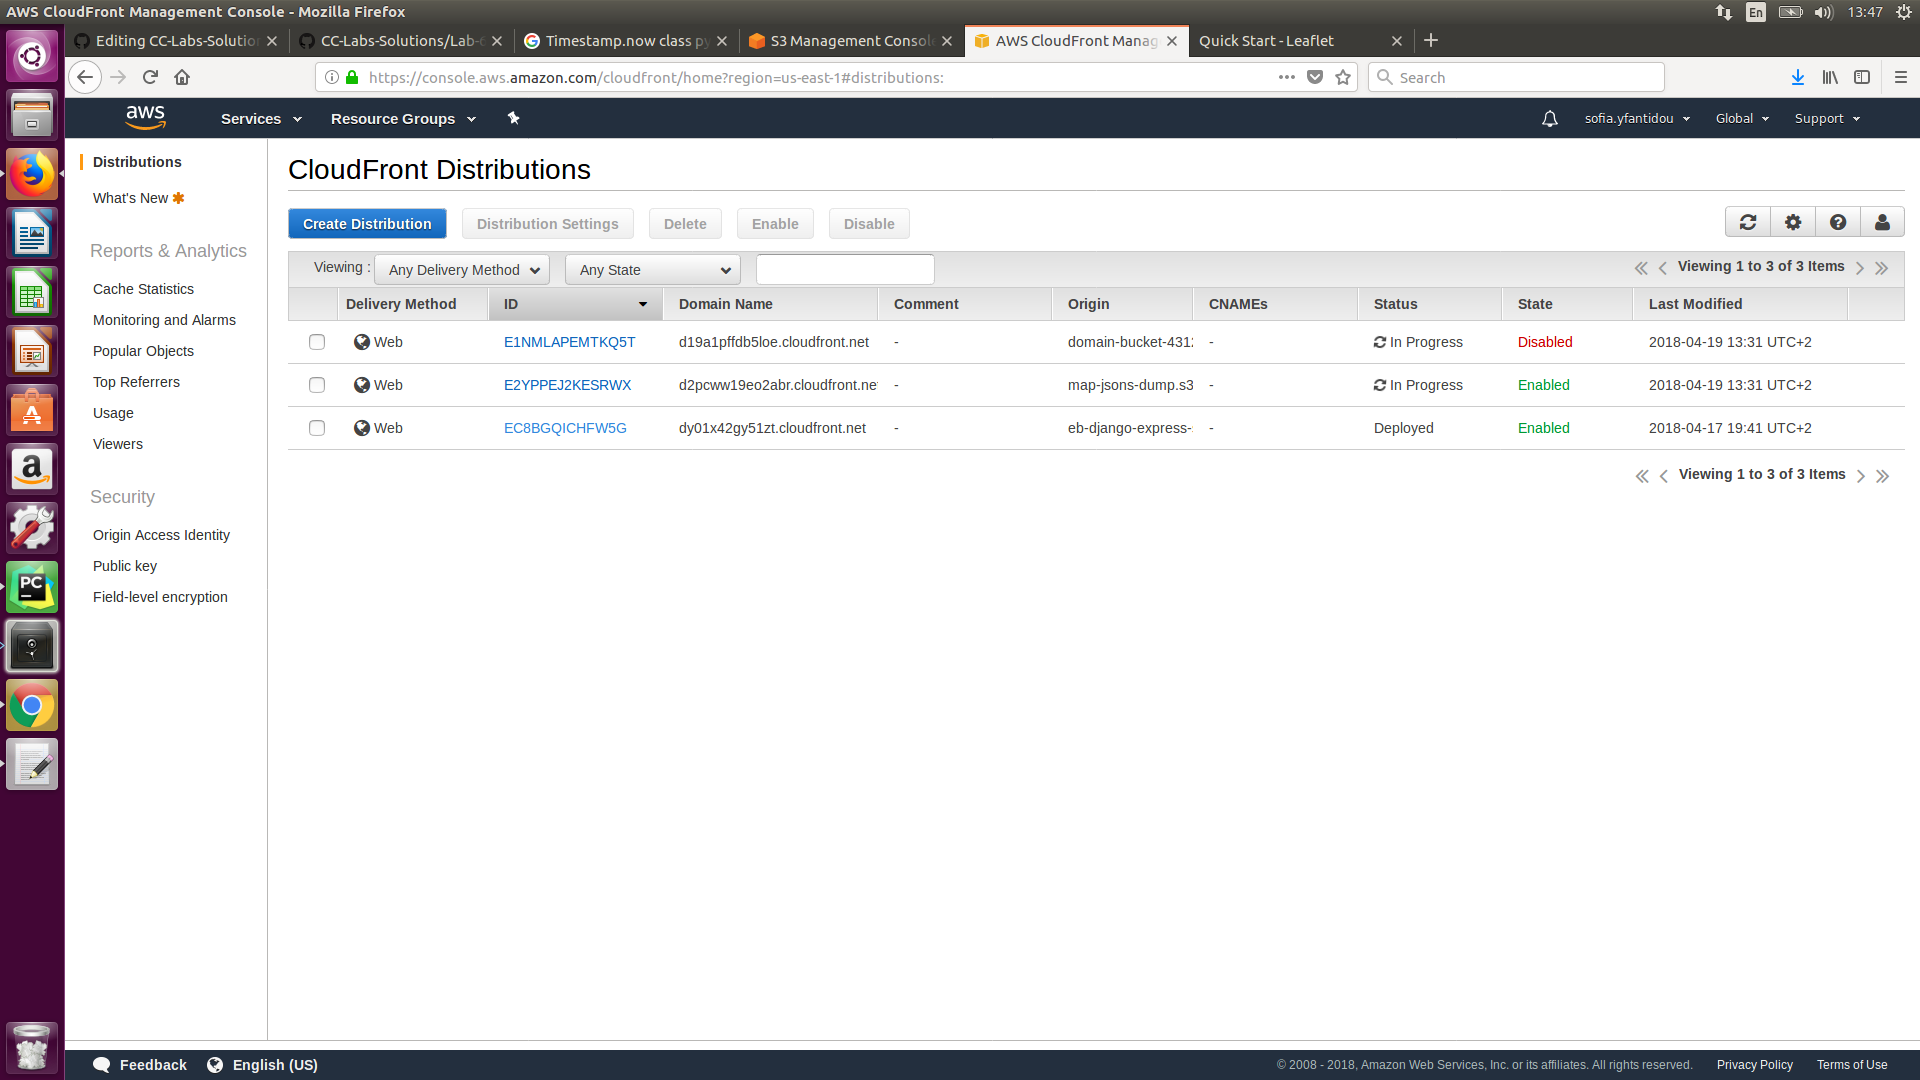 AWS CloudFront Management Console - Mozilla Firefox
En
13:47
Editing CC-Labs-Solutio
CC-Labs-Solutions/Lab-
Timestamp.now class py
S3 Management Consol
AWS CloudFront Manag
Quick Start - Leaflet
https://console.aws.amazon.com/cloudfront/home?region=us-east-1#distributions:
Search
aws
Services
Resource Groups
sofia.yfantidou
Global
Support
Distributions
What's New
Reports & Analytics
Cache Statistics
Monitoring and Alarms
Popular Objects
Top Referrers
Usage
Viewers
Security
Origin Access Identity
Public key
Field-level encryption
CloudFront Distributions
Create Distribution
Distribution Settings
Delete
Enable
Disable
Viewing :
Any Delivery Method
Any State
Viewing 1 to 3 of 3 Items
Delivery Method ID Domain Name Comment Origin CNAMEs Status State Last Modified
Web E1NMLAPEMTKQ5T d19a1pffdb5loe.cloudfront.net - domain-bucket-431 - In Progress Disabled 2018-04-19 13:31 UTC+2
Web E2YPPEJ2KESRWX d2pcww19eo2abr.cloudfront.ne - map-jsons-dump.s3 In Progress Enabled 2018-04-19 13:31 UTC+2
Web EC8BGQICHFW5G dy01x42gy51zt.cloudfront.net - eb-django-express- - Deployed Enabled 2018-04-17 19:41 UTC+2
Viewing 1 to 3 of 3 Items
PC
a
Feedback
English (US)
© 2008 - 2018, Amazon Web Services, Inc. or its affiliates. All rights reserved.
Privacy Policy
Terms of Use